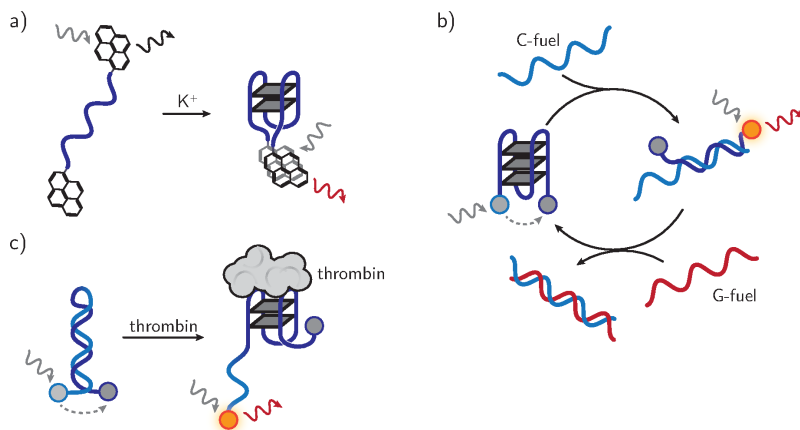 a)
K⁺
b)
C-fuel
G-fuel
c)
thrombin
thrombin